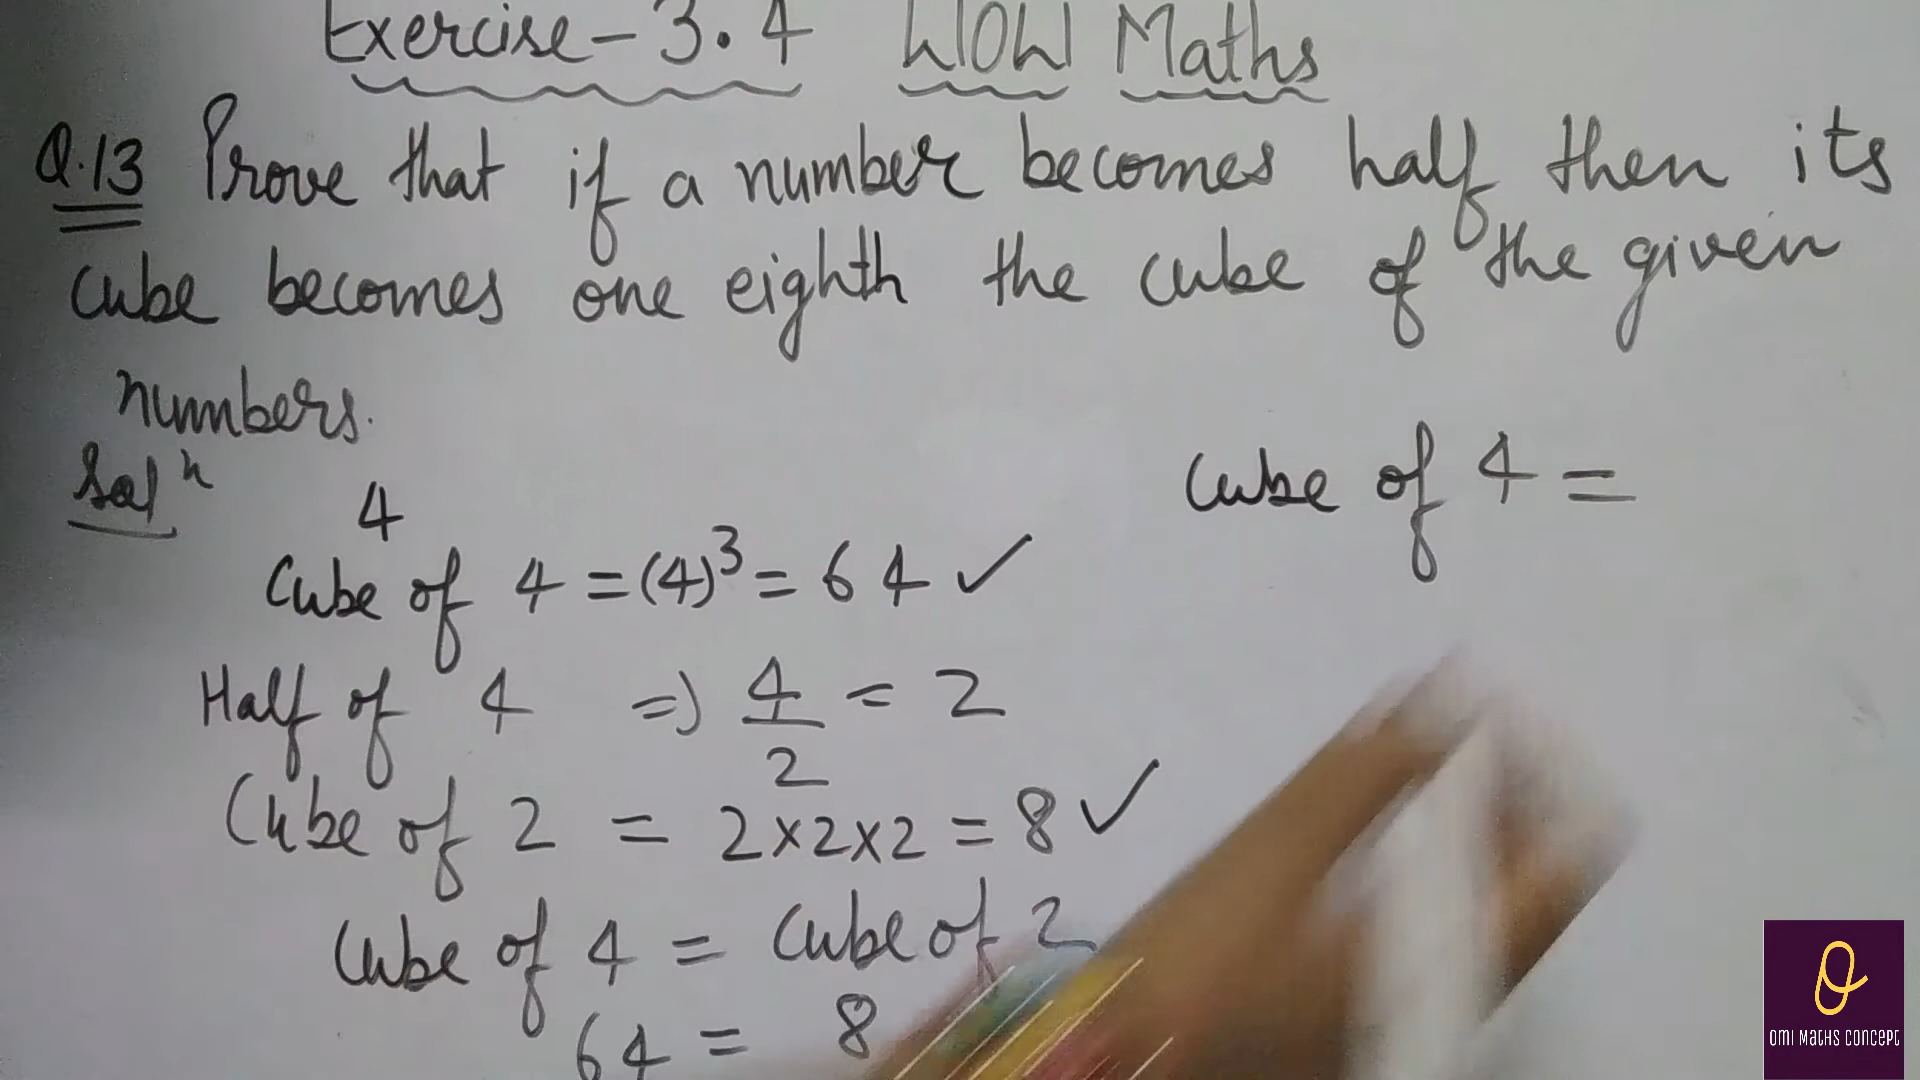 Exercise-3.4 WOW Maths
Q.13 Prove that if a number becomes half then its
cube becomes one eighth the cube of the given
numbers.
Solⁿ
4
Cube of 4 = (4)³ = 64 ✓
Half of 4 => 4/2 = 2
Cube of 2 = 2×2×2 = 8 ✓
Cube of 4 = Cube of 2
64 = 8
Cube of 4 =
OMI MATHS CONCEPT